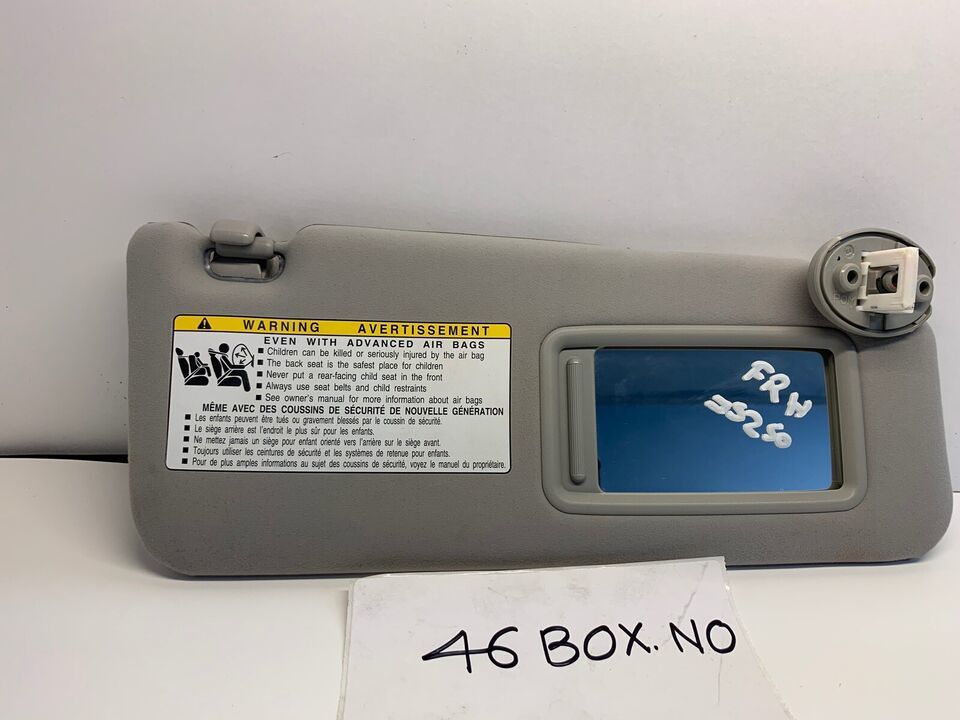 WARNING AVERTISSEMENT
EVEN WITH ADVANCED AIR BAGS
■ Children can be killed or seriously injured by the air bag
■ The back seat is the safest place for children
■ Never put a rear-facing child seat in the front
■ Always use seat belts and child restraints
■ See owner's manual for more information about air bags
MÊME AVEC DES COUSSINS DE SÉCURITÉ DE NOUVELLE GÉNÉRATION
■ Les enfants peuvent être tués ou gravement blessés par le coussin de sécurité.
■ Le siège arrière est l'endroit le plus sûr pour les enfants.
■ Ne mettez jamais un siège pour enfant orienté vers l'arrière sur le siège avant.
■ Toujours utiliser les ceintures de sécurité et les systèmes de retenue pour enfants.
■ Pour de plus amples informations au sujet des coussins de sécurité, voyez le manuel du propriétaire.
46 BOX.NO